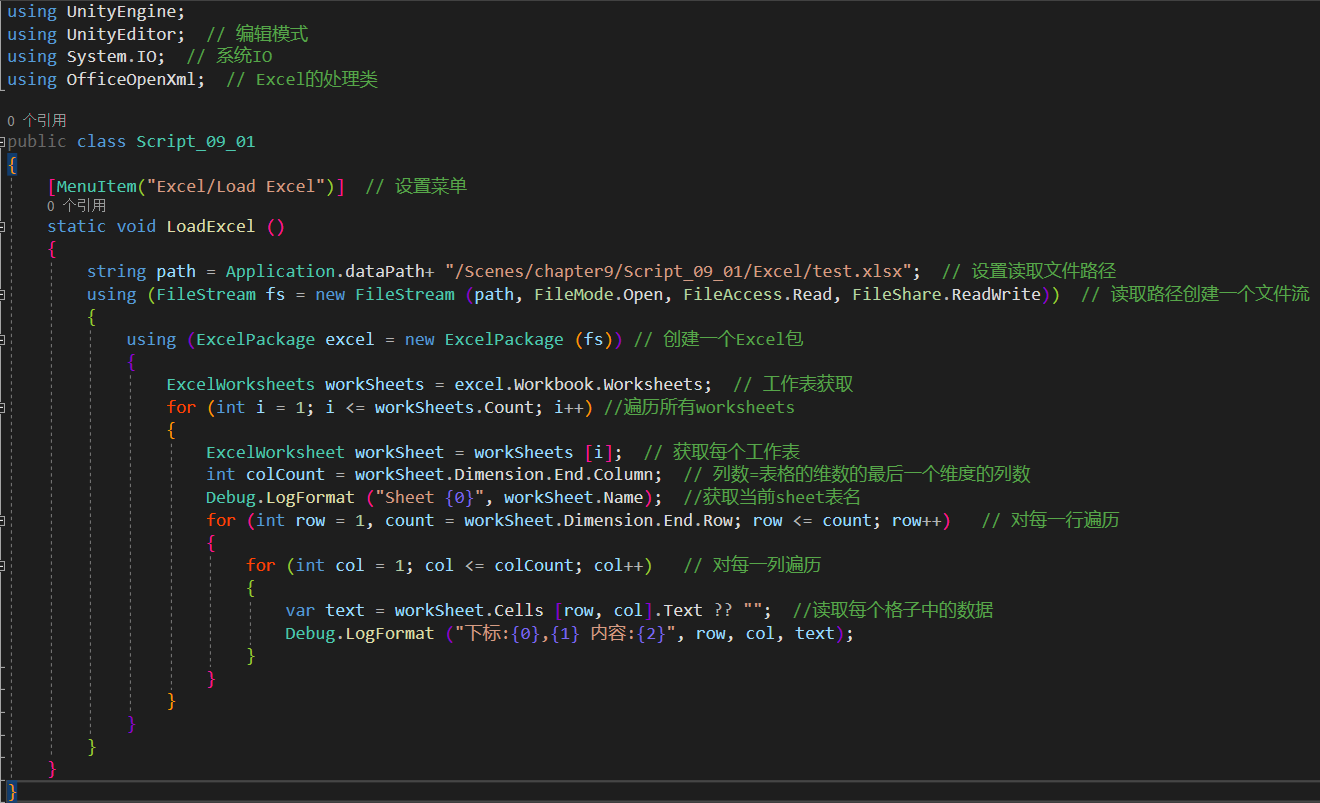 using UnityEngine;
using UnityEditor;  // 编辑模式
using System.IO;  // 系统IO
using OfficeOpenXml;  // Excel的处理类
0 个引用
public class Script_09_01
{
[MenuItem("Excel/Load Excel")]  // 设置菜单
0 个引用
static void LoadExcel ()
{
string path = Application.dataPath+ "/Scenes/chapter9/Script_09_01/Excel/test.xlsx";  // 设置读取文件路径
using (FileStream fs = new FileStream (path, FileMode.Open, FileAccess.Read, FileShare.ReadWrite))  // 读取路径创建一个文件流
{
using (ExcelPackage excel = new ExcelPackage (fs)) // 创建一个Excel包
{
ExcelWorksheets workSheets = excel.Workbook.Worksheets;  // 工作表获取
for (int i = 1; i <= workSheets.Count; i++) //遍历所有worksheets
{
ExcelWorksheet workSheet = workSheets [i];  // 获取每个工作表
int colCount = workSheet.Dimension.End.Column;  // 列数=表格的维数的最后一个维度的列数
Debug.LogFormat ("Sheet {0}", workSheet.Name);  //获取当前sheet表名
for (int row = 1, count = workSheet.Dimension.End.Row; row <= count; row++)   // 对每一行遍历
{
for (int col = 1; col <= colCount; col++)   // 对每一列遍历
{
var text = workSheet.Cells [row, col].Text ?? "";  //读取每个格子中的数据
Debug.LogFormat ("下标:{0},{1} 内容:{2}", row, col, text);
}
}
}
}
}
}
}